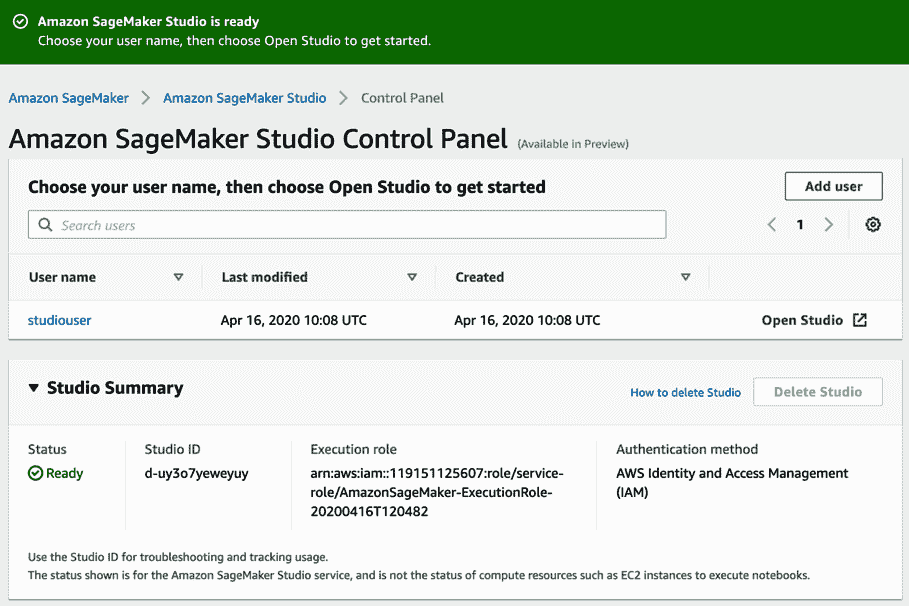 Amazon SageMaker Studio is ready
Choose your user name, then choose Open Studio to get started.
Amazon SageMaker > Amazon SageMaker Studio > Control Panel
Amazon SageMaker Studio Control Panel (Available in Preview)
Choose your user name, then choose Open Studio to get started
Add user
Search users
1
User name Last modified Created
studiouser Apr 16, 2020 10:08 UTC Apr 16, 2020 10:08 UTC Open Studio
Studio Summary
How to delete Studio
Delete Studio
Status
Ready
Studio ID
d-uy3o7yeweyuy
Execution role
arn:aws:iam::119151125607:role/service-
role/AmazonSageMaker-ExecutionRole-
20200416T120482
Authentication method
AWS Identity and Access Management
(IAM)
Use the Studio ID for troubleshooting and tracking usage.
The status shown is for the Amazon SageMaker Studio service, and is not the status of compute resources such as EC2 instances to execute notebooks.